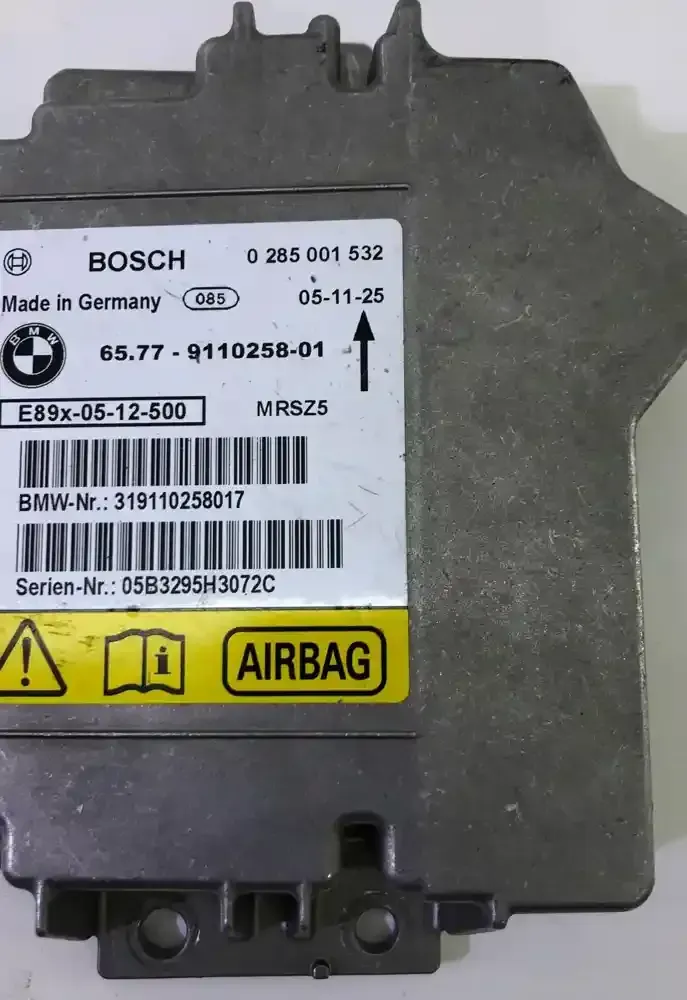 BOSCH 0 285 001 532
Made in Germany 085 05-11-25
BMW
65.77 - 9110258-01
E89x-05-12-500 MRSZ5
BMW-Nr.: 319110258017
Serien-Nr.: 05B3295H3072C
! i AIRBAG